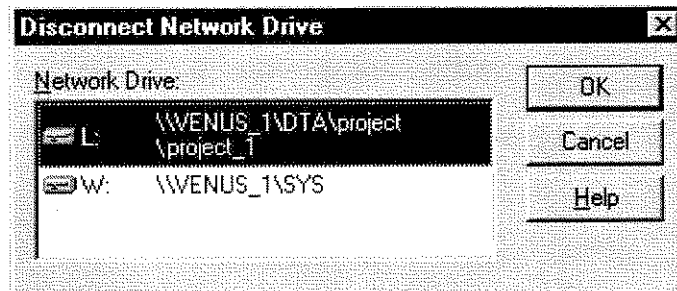 Disconnect Network Drive
Network Drive:
L: \\VENUS_1\DTA\project
\project_1
W: \\VENUS_1\SYS
OK
Cancel
Help